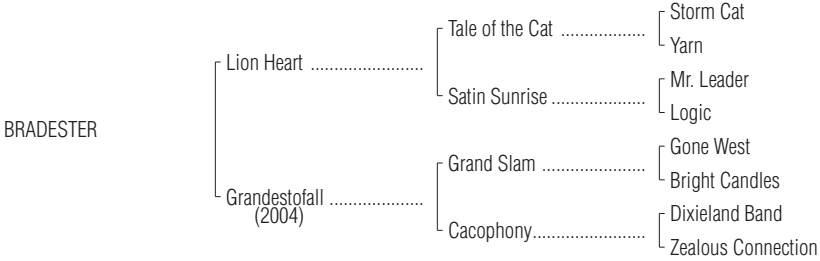 Storm Cat
Tale of the Cat ...................
Yarn
Lion Heart ........................
Mr. Leader
Satin Sunrise ....................
Logic
BRADESTER
Gone West
Grand Slam ......................
Bright Candles
Grandestofall ....................
(2004)
Dixieland Band
Cacophony........................
Zealous Connection